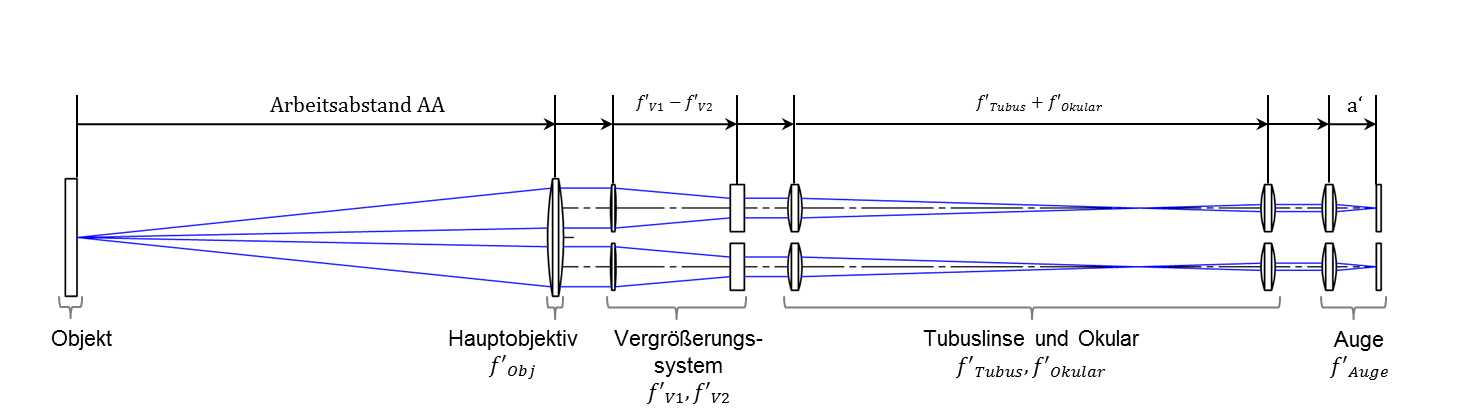 Arbeitsabstand AA
f′V1 − f′V2
f′Tubus + f′Okular
a‘
Objekt
Hauptobjektiv
f′Obj
Vergrößerungs-
system
f′V1, f′V2
Tubuslinse und Okular
f′Tubus, f′Okular
Auge
f′Auge